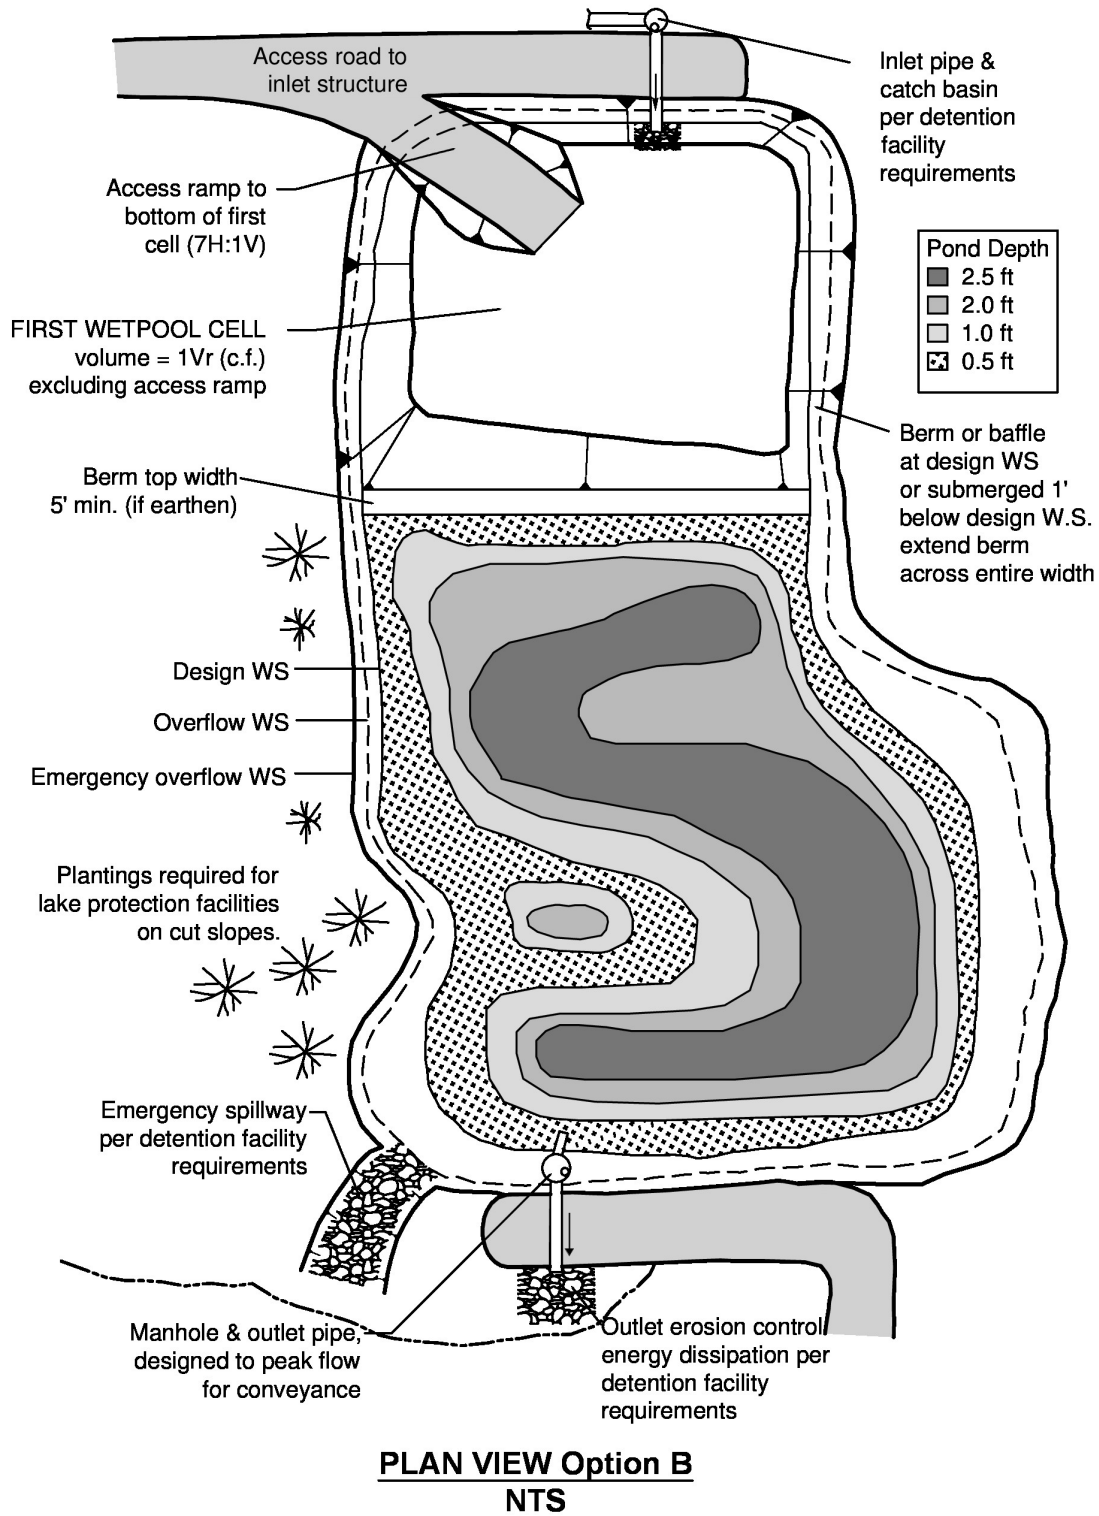 Access road to
inlet structure
Inlet pipe &
catch basin
per detention
facility
requirements
Access ramp to
bottom of first
cell (7H:1V)
Pond Depth
2.5 ft
2.0 ft
1.0 ft
0.5 ft
FIRST WETPOOL CELL
volume = 1Vr (c.f.)
excluding access ramp
Berm or baffle
at design WS
or submerged 1'
below design W.S.
extend berm
across entire width
Berm top width
5' min. (if earthen)
Design WS
Overflow WS
Emergency overflow WS
Plantings required for
lake protection facilities
on cut slopes.
Emergency spillway
per detention facility
requirements
Manhole & outlet pipe,
designed to peak flow
for conveyance
Outlet erosion control
energy dissipation per
detention facility
requirements
PLAN VIEW Option B
NTS